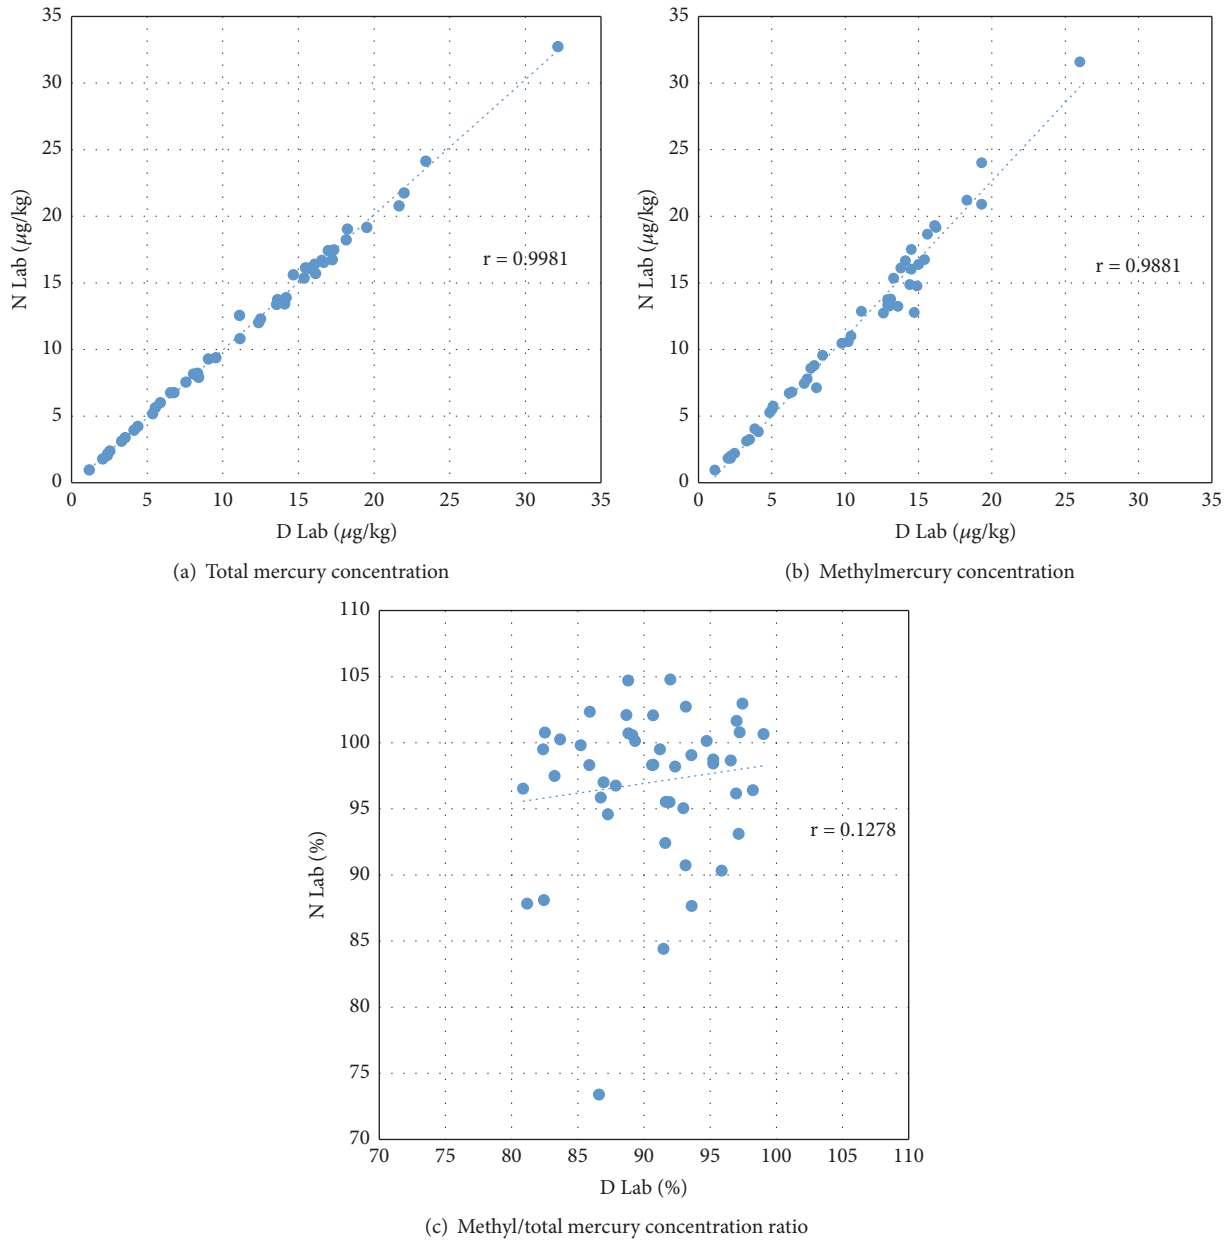 35
30
25
20
15
10
5
0
N Lab (μg/kg)
r = 0.9981
0 5 10 15 20 25 30 35
D Lab (μg/kg)
(a) Total mercury concentration
35
30
25
20
15
10
5
0
N Lab (μg/kg)
r = 0.9881
0 5 10 15 20 25 30 35
D Lab (μg/kg)
(b) Methylmercury concentration
110
105
100
95
90
85
80
75
70
N Lab (%)
r = 0.1278
70 75 80 85 90 95 100 105 110
D Lab (%)
(c) Methyl/total mercury concentration ratio